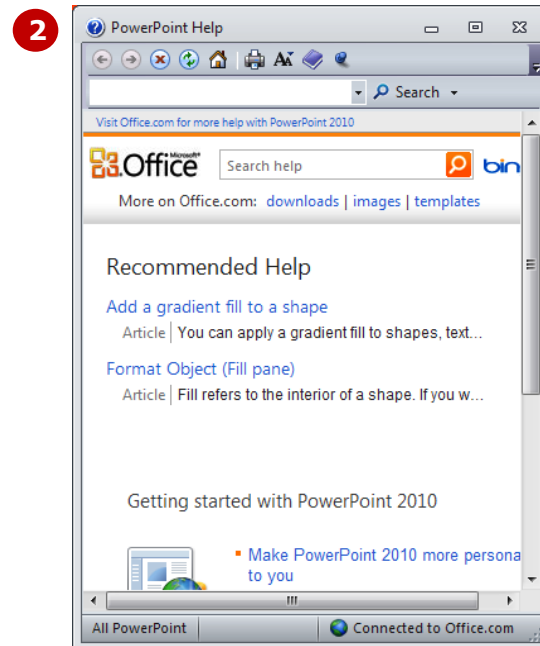 2
PowerPoint Help
Search
Visit Office.com for more help with PowerPoint 2010
Microsoft
Office Search help bin
More on Office.com: downloads | images | templates
Recommended Help
Add a gradient fill to a shape
Article | You can apply a gradient fill to shapes, text...
Format Object (Fill pane)
Article | Fill refers to the interior of a shape. If you w...
Getting started with PowerPoint 2010
Make PowerPoint 2010 more persona
to you
All PowerPoint Connected to Office.com